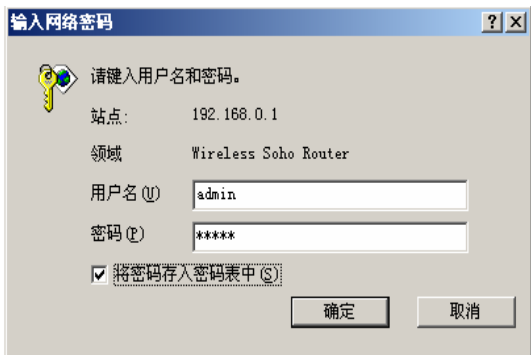 输入网络密码
请键入用户名和密码。
站点: 192.168.0.1
领域 Wireless Soho Router
用户名(U) admin
密码(P) *****
将密码存入密码表中(S)
确定 取消